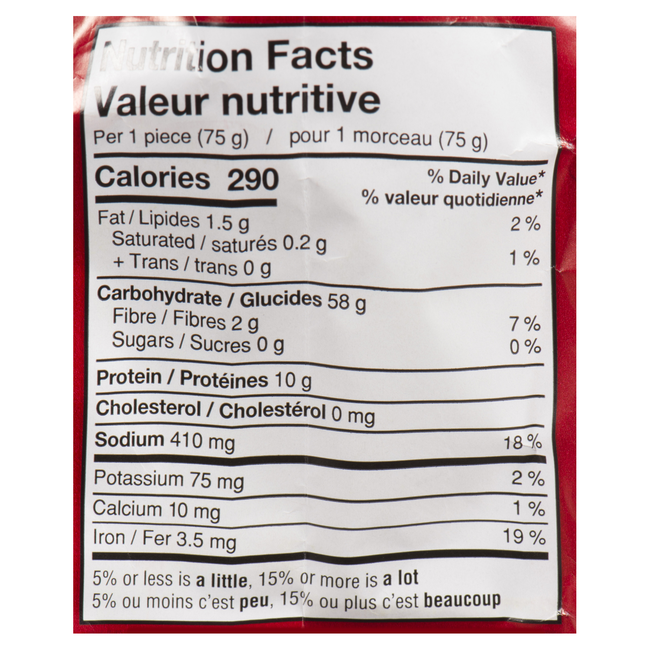 Nutrition Facts
Valeur nutritive
Per 1 piece (75 g) / pour 1 morceau (75 g)
Calories 290
% Daily Value*
% valeur quotidienne*
Fat / Lipides 1.5 g 2 %
Saturated / saturés 0.2 g
+ Trans / trans 0 g 1 %
Carbohydrate / Glucides 58 g
Fibre / Fibres 2 g 7 %
Sugars / Sucres 0 g 0 %
Protein / Protéines 10 g
Cholesterol / Cholestérol 0 mg
Sodium 410 mg 18 %
Potassium 75 mg 2 %
Calcium 10 mg 1 %
Iron / Fer 3.5 mg 19 %
5% or less is a little, 15% or more is a lot
5% ou moins c'est peu, 15% ou plus c'est beaucoup